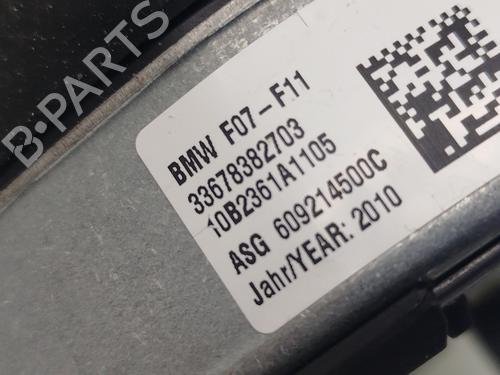 B-PARTS
BMW F07-F11
33678382703
10B2361A1105
ASG 609214500C
Jahr/YEAR: 2010